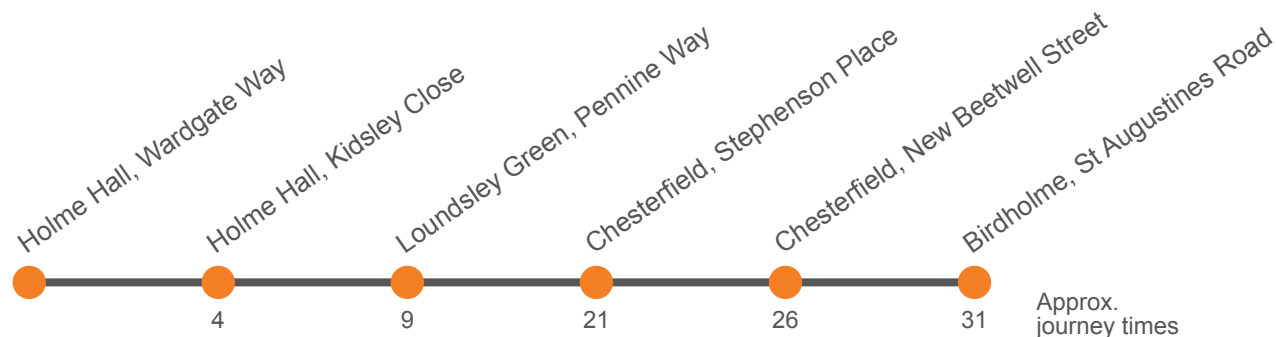 Holme Hall, Wardgate Way
Holme Hall, Kidsley Close
Loundsley Green, Pennine Way
Chesterfield, Stephenson Place
Chesterfield, New Beetwell Street
Birdholme, St Augustines Road
4
9
21
26
31
Approx.
journey times